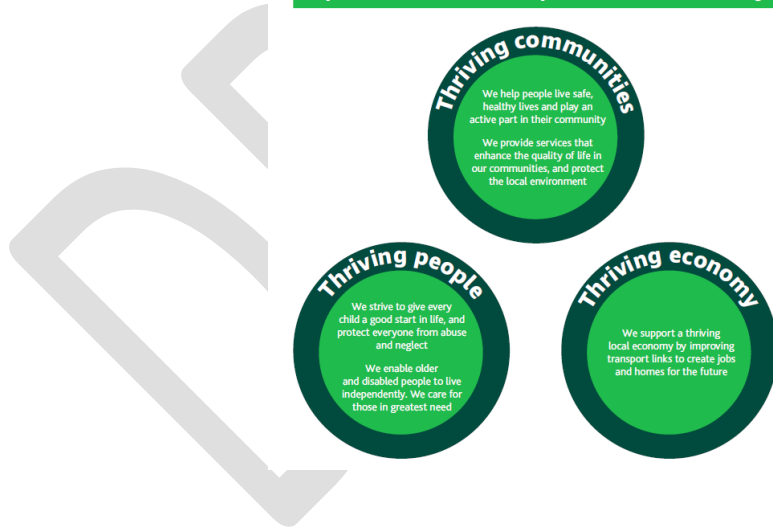 Thriving communities
We help people live safe,
healthy lives and play an
active part in their community
We provide services that
enhance the quality of life in
our communities, and protect
the local environment
Thriving people
We strive to give every
child a good start in life, and
protect everyone from abuse
and neglect
We enable older
and disabled people to live
independently. We care for
those in greatest need
Thriving economy
We support a thriving
local economy by improving
transport links to create jobs
and homes for the future